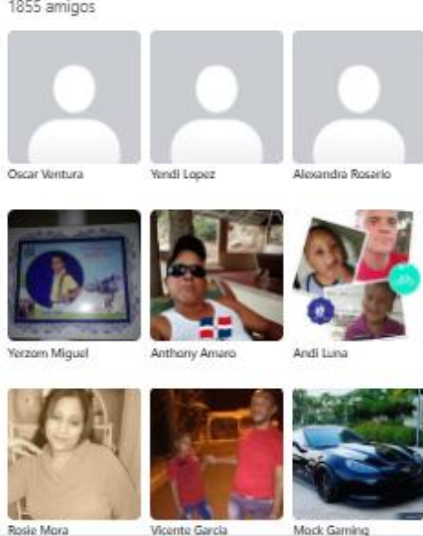 1855 amigos
Oscar Ventura
Yendi Lopez
Alexandra Rosario
Yerzom Miguel
Anthony Amaro
Andi Luna
Rosie Mora
Vicente Garcia
Mock Gaming